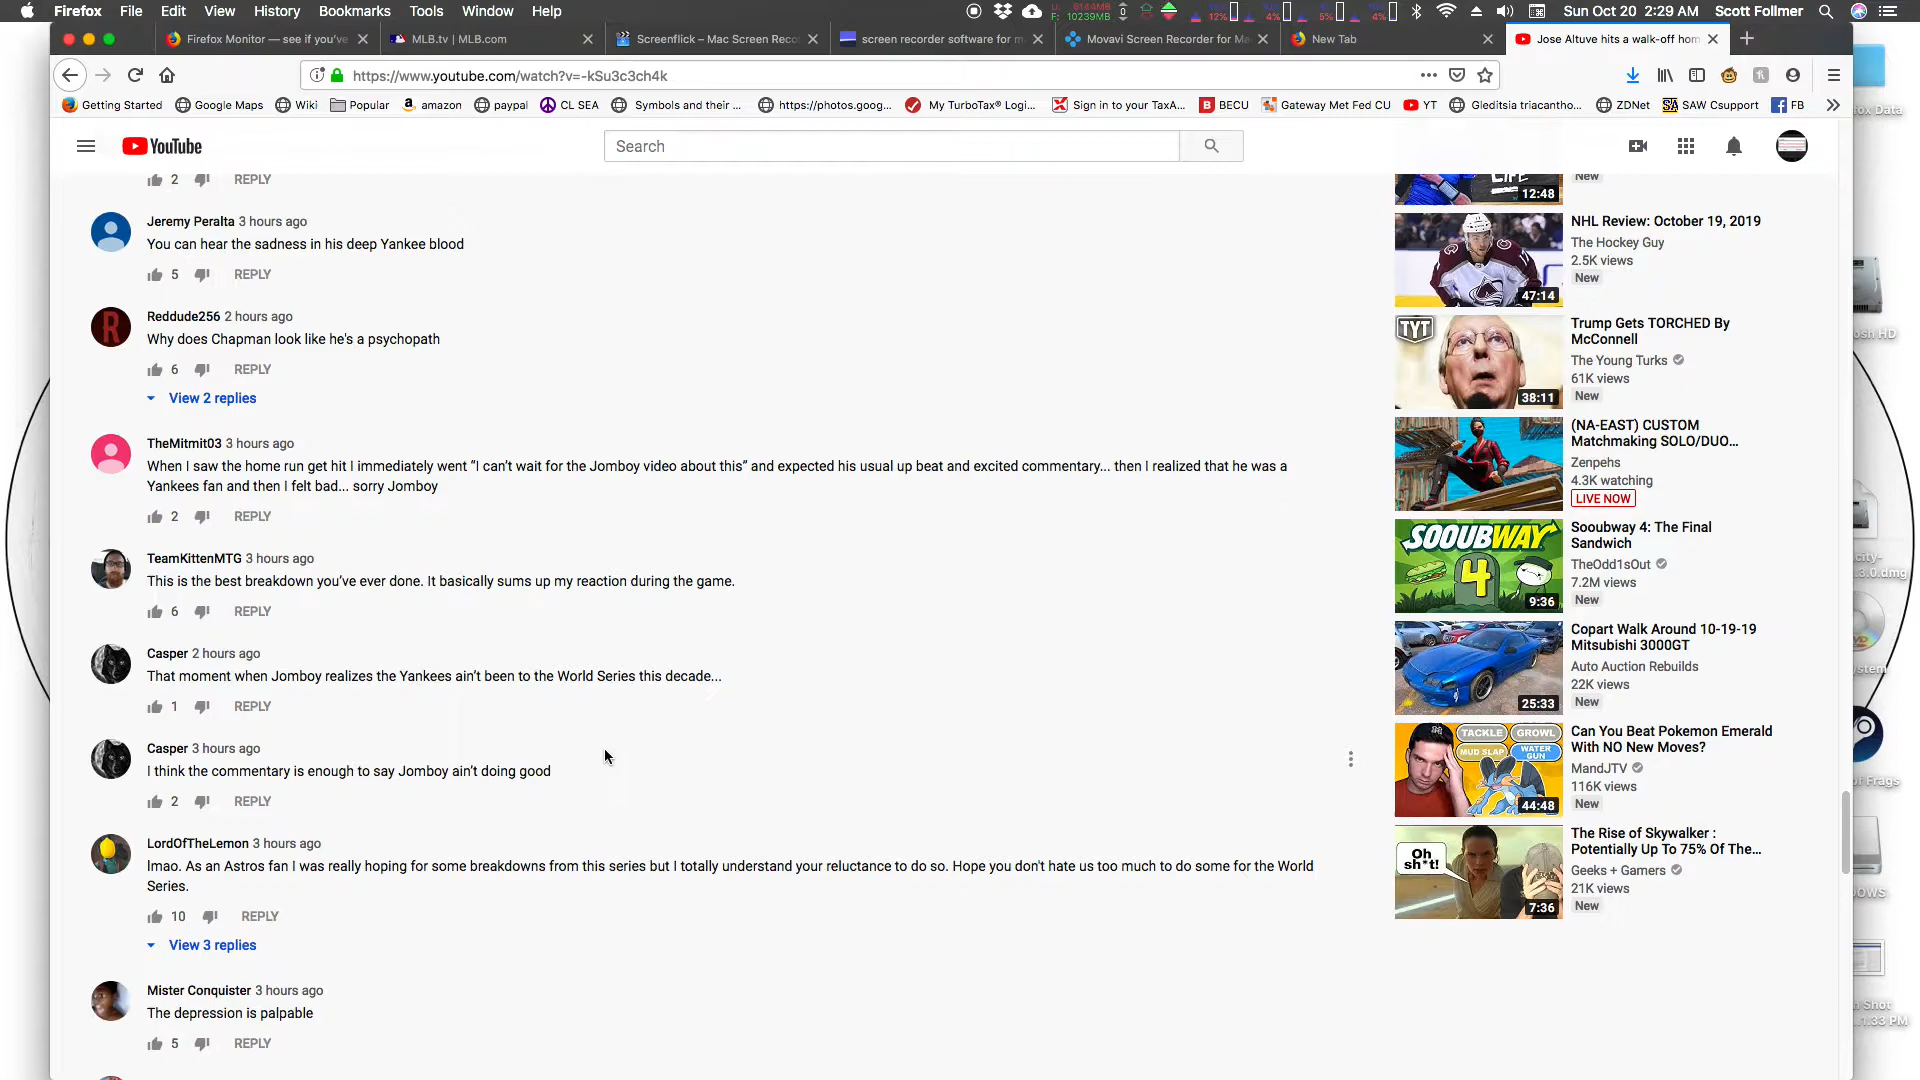 Firefox File Edit View History Bookmarks Tools Window Help
Sun Oct 20 2:29 AM Scott Follmer
Firefox Monitor — see if you've
MLB.tv | MLB.com
Screenflick – Mac Screen Reco
screen recorder software for m
Movavi Screen Recorder for Ma
New Tab
Jose Altuve hits a walk-off hom
https://www.youtube.com/watch?v=-kSu3c3ch4k
Getting Started
Google Maps
Wiki
Popular
amazon
paypal
CL SEA
Symbols and their ...
https://photos.goog...
My TurboTax® Logi...
Sign in to your TaxA...
BECU
Gateway Met Fed CU
YT
Gleditsia triacantho...
ZDNet
SAW Csupport
FB
YouTube
Search
2 REPLY
Jeremy Peralta 3 hours ago
You can hear the sadness in his deep Yankee blood
5 REPLY
Reddude256 2 hours ago
Why does Chapman look like he's a psychopath
6 REPLY
View 2 replies
TheMitmit03 3 hours ago
When I saw the home run get hit I immediately went “I can’t wait for the Jomboy video about this” and expected his usual up beat and excited commentary... then I realized that he was a
Yankees fan and then I felt bad... sorry Jomboy
2 REPLY
TeamKittenMTG 3 hours ago
This is the best breakdown you’ve ever done. It basically sums up my reaction during the game.
6 REPLY
Casper 2 hours ago
That moment when Jomboy realizes the Yankees ain’t been to the World Series this decade...
1 REPLY
Casper 3 hours ago
I think the commentary is enough to say Jomboy ain’t doing good
2 REPLY
LordOfTheLemon 3 hours ago
lmao. As an Astros fan I was really hoping for some breakdowns from this series but I totally understand your reluctance to do so. Hope you don't hate us too much to do some for the World
Series.
10 REPLY
View 3 replies
Mister Conquister 3 hours ago
The depression is palpable
5 REPLY
LIFE
12:48
New
47:14
NHL Review: October 19, 2019
The Hockey Guy
2.5K views
New
TYT
38:11
Trump Gets TORCHED By
McConnell
The Young Turks
61K views
New
(NA-EAST) CUSTOM
Matchmaking SOLO/DUO...
Zenpehs
4.3K watching
LIVE NOW
SOOUBWAY
4
9:36
Sooubway 4: The Final
Sandwich
TheOdd1sOut
7.2M views
New
25:33
Copart Walk Around 10-19-19
Mitsubishi 3000GT
Auto Auction Rebuilds
22K views
New
TACKLE GROWL
MUD SLAP WATER GUN
44:48
Can You Beat Pokemon Emerald
With NO New Moves?
MandJTV
116K views
New
Oh
sh*t!
7:36
The Rise of Skywalker :
Potentially Up To 75% Of The...
Geeks + Gamers
21K views
New